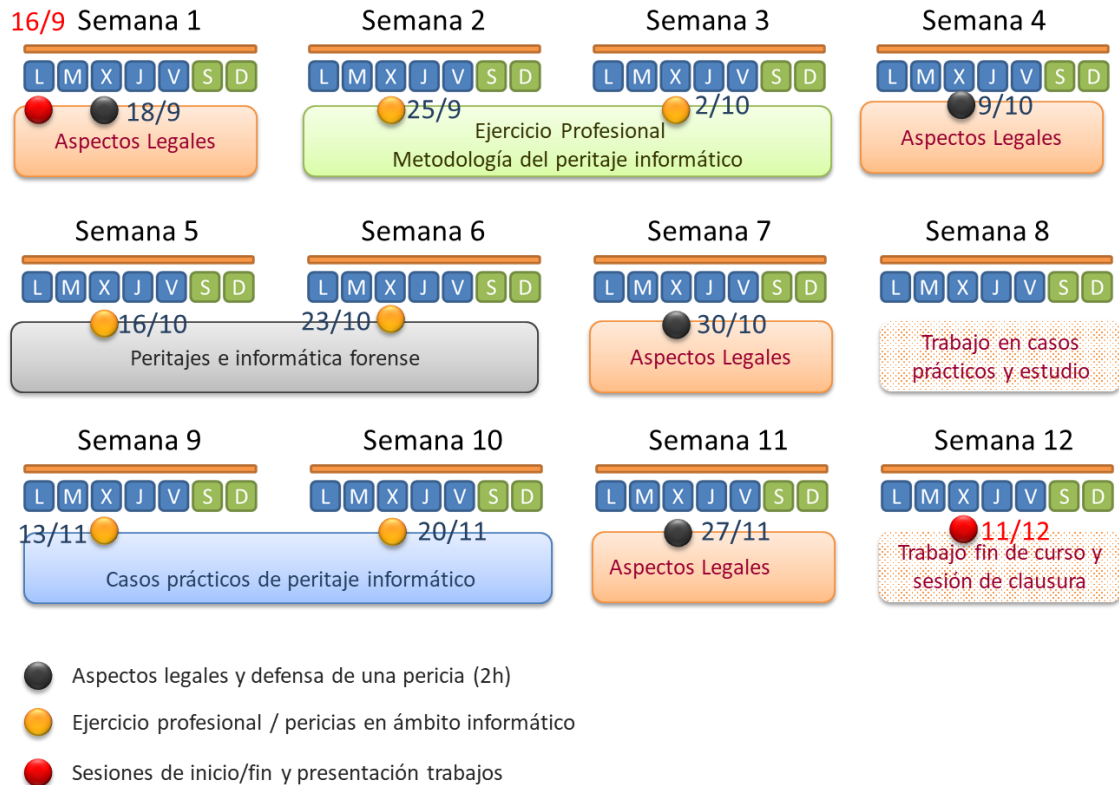 16/9
Semana 1
Semana 2
Semana 3
Semana 4
L M X J V S D
L M X J V S D
L M X J V S D
L M X J V S D
18/9
25/9
2/10
9/10
Aspectos Legales
Ejercicio Profesional
Metodología del peritaje informático
Aspectos Legales
Semana 5
Semana 6
Semana 7
Semana 8
L M X J V S D
L M X J V S D
L M X J V S D
L M X J V S D
16/10
23/10
30/10
Peritajes e informática forense
Aspectos Legales
Trabajo en casos
prácticos y estudio
Semana 9
Semana 10
Semana 11
Semana 12
L M X J V S D
L M X J V S D
L M X J V S D
L M X J V S D
13/11
20/11
27/11
11/12
Casos prácticos de peritaje informático
Aspectos Legales
Trabajo fin de curso y
sesión de clausura
Aspectos legales y defensa de una pericia (2h)
Ejercicio profesional / pericias en ámbito informático
Sesiones de inicio/fin y presentación trabajos